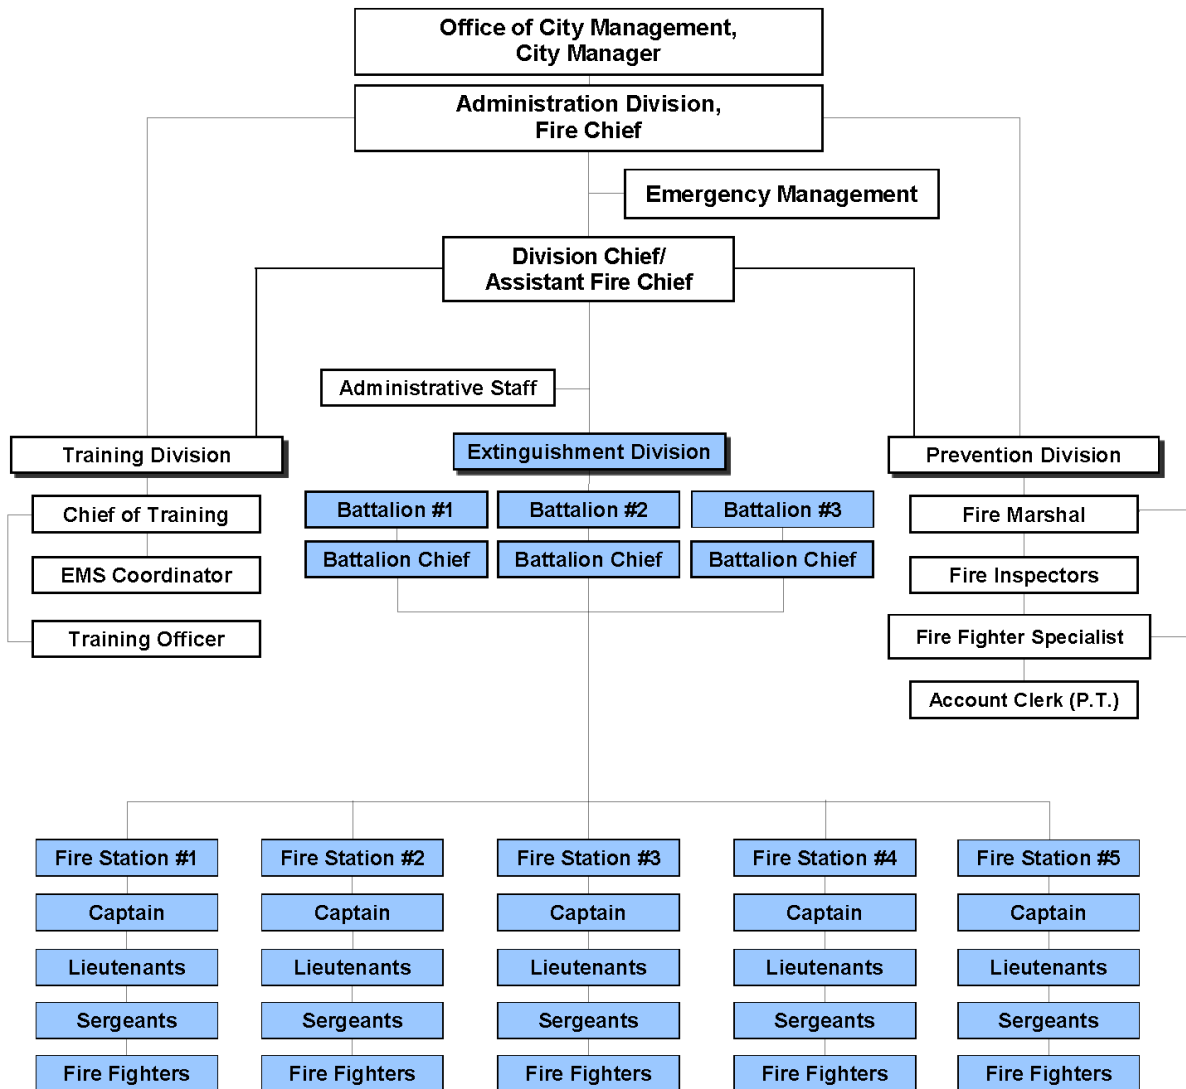 Office of City Management,
City Manager
Administration Division,
Fire Chief
Emergency Management
Division Chief/
Assistant Fire Chief
Administrative Staff
Training Division
Extinguishment Division
Prevention Division
Chief of Training
EMS Coordinator
Training Officer
Battalion #1
Battalion #2
Battalion #3
Battalion Chief
Battalion Chief
Battalion Chief
Fire Marshal
Fire Inspectors
Fire Fighter Specialist
Account Clerk (P.T.)
Fire Station #1
Fire Station #2
Fire Station #3
Fire Station #4
Fire Station #5
Captain
Captain
Captain
Captain
Captain
Lieutenants
Lieutenants
Lieutenants
Lieutenants
Lieutenants
Sergeants
Sergeants
Sergeants
Sergeants
Sergeants
Fire Fighters
Fire Fighters
Fire Fighters
Fire Fighters
Fire Fighters